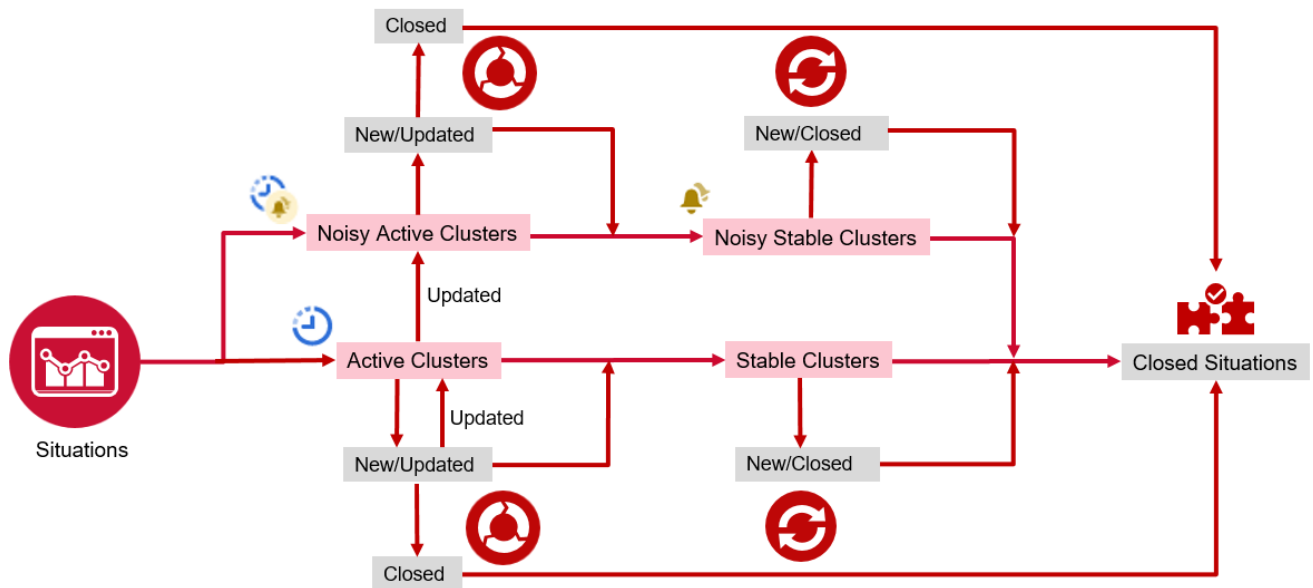 Closed
New/Updated
New/Closed
Noisy Active Clusters
Noisy Stable Clusters
Updated
Active Clusters
Stable Clusters
Closed Situations
Updated
Situations
New/Updated
New/Closed
Closed